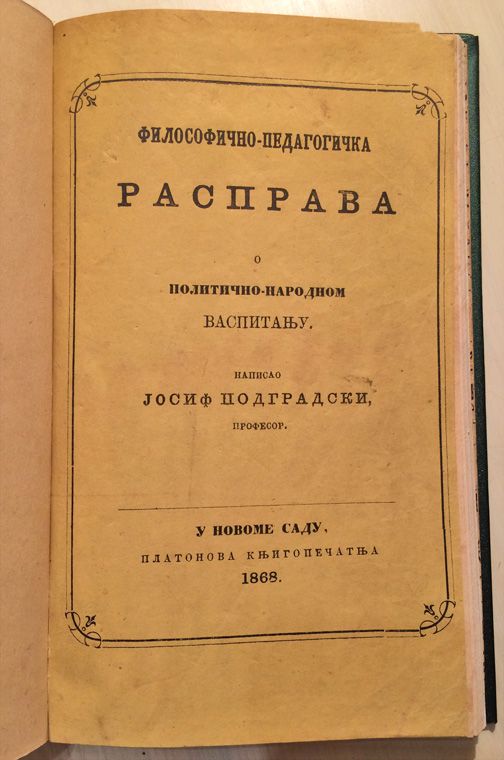 ФИЛОСОФИЧНО-ПЕДАГОГИЧКА
РАСПРАВА
О
ПОЛИТИЧНО-НАРОДНОМ
ВАСПИТАЊУ.
НАПИСАО
ЈОСИФ ПОДГРАДСКИ,
ПРОФЕСОР.
У НОВОМЕ САДУ,
ПЛАТОНОВА КЊИГОПЕЧАТЊА
1868.